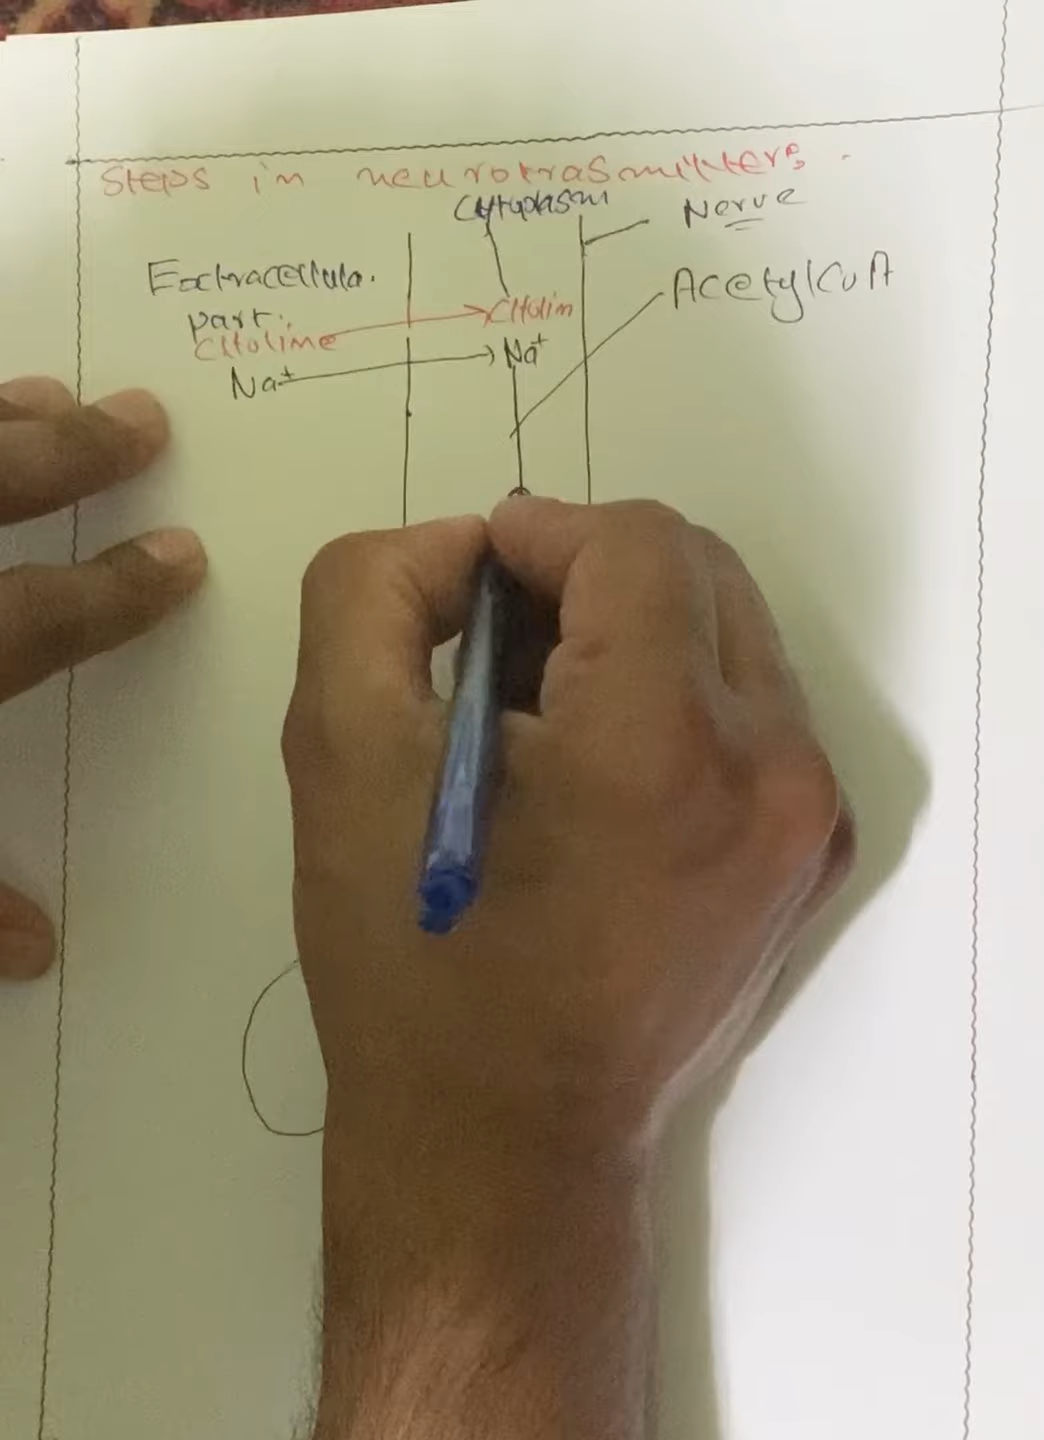 Steps in neurotrasmitters.
Cytoplasm
Nerve
Extracellula.
part.
AcetylCoA
CHoline
CHolin
Na+
Na+